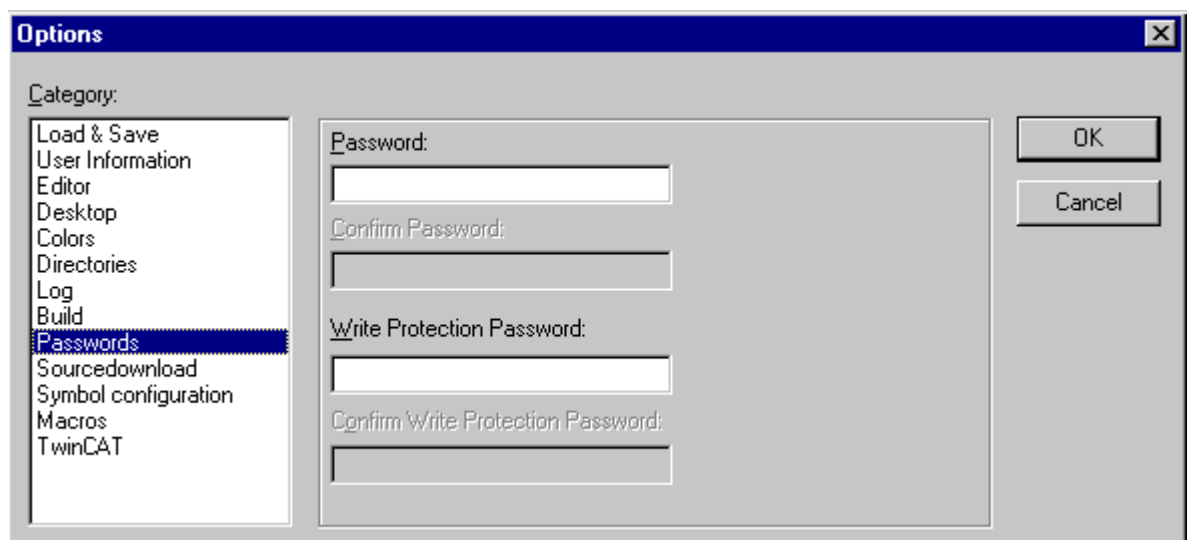 Options
Category:
Load & Save
User Information
Editor
Desktop
Colors
Directories
Log
Build
Passwords
Sourcedownload
Symbol configuration
Macros
TwinCAT
Password:
Confirm Password:
Write Protection Password:
Confirm Write Protection Password:
OK
Cancel